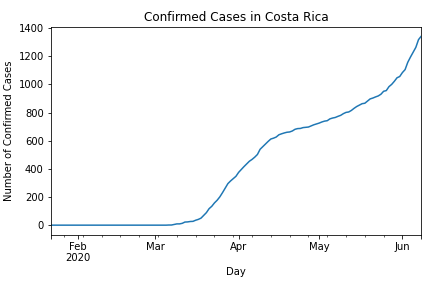 Confirmed Cases in Costa Rica
Number of Confirmed Cases
1400
1200
1000
800
600
400
200
0
Feb
2020
Mar
Apr
May
Jun
Day